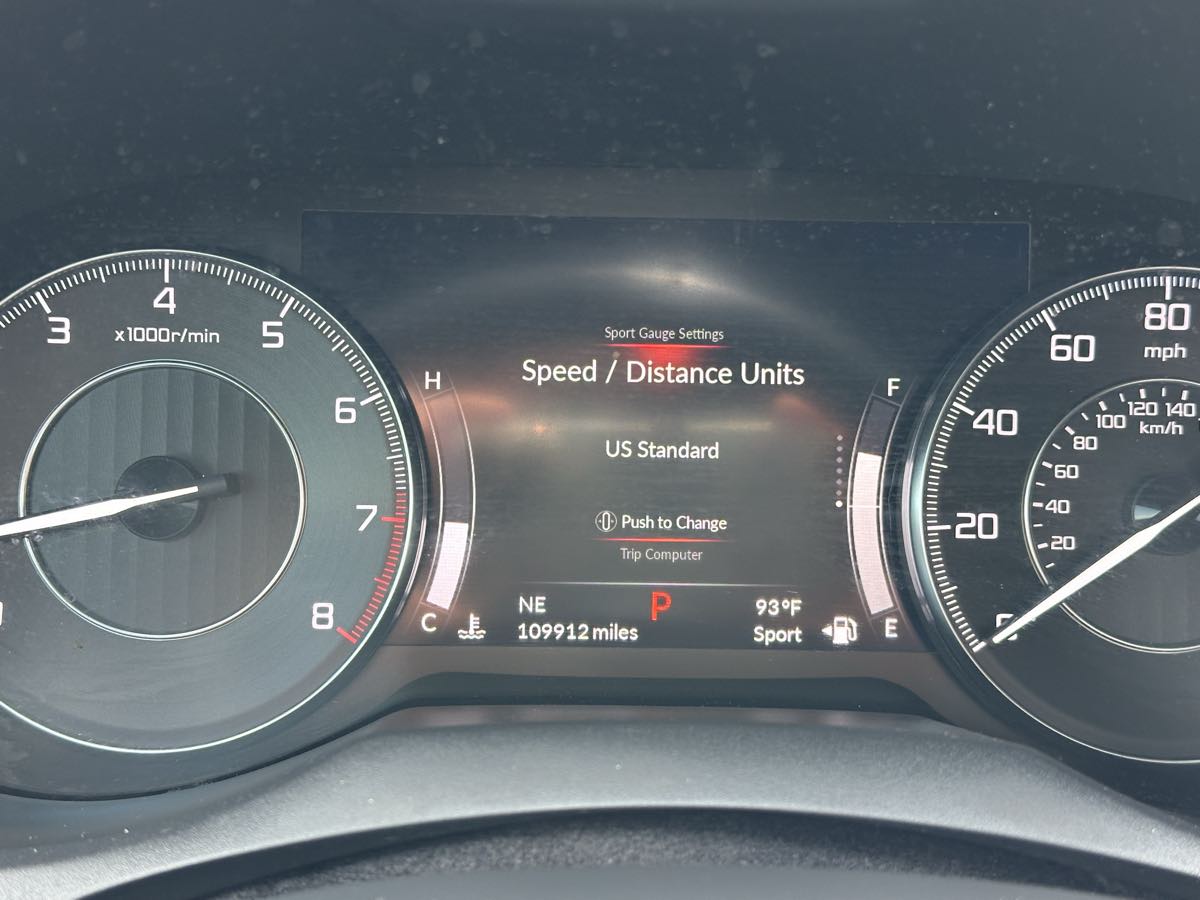 3
4
5
x1000r/min
6
7
8
H
C
Sport Gauge Settings
Speed / Distance Units
US Standard
Push to Change
Trip Computer
NE
P
93°F
109912 miles
Sport
F
E
80
mph
60
40
20
0
120 140
100
km/h
80
60
40
20